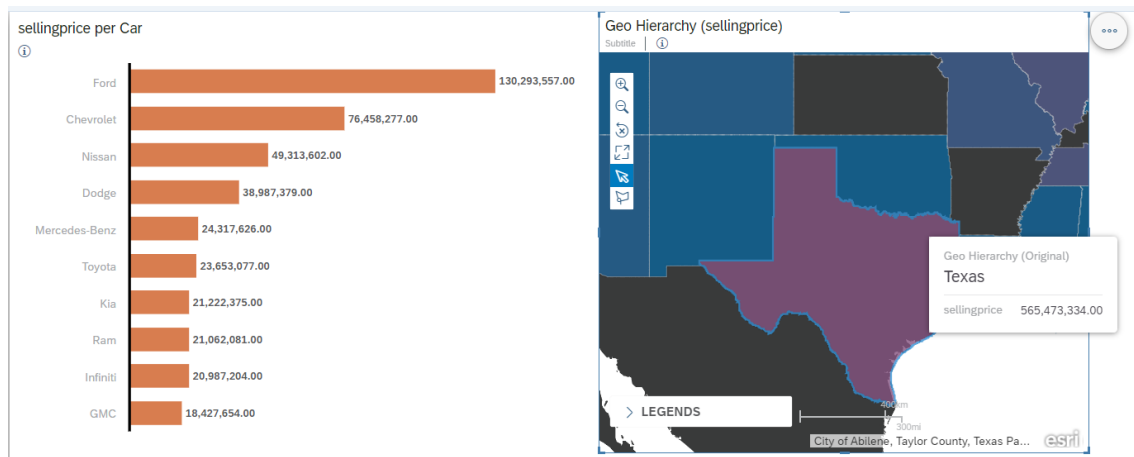 sellingprice per Car
Ford 130,293,557.00
Chevrolet 76,458,277.00
Nissan 49,313,602.00
Dodge 38,987,379.00
Mercedes-Benz 24,317,626.00
Toyota 23,653,077.00
Kia 21,222,375.00
Ram 21,062,081.00
Infiniti 20,987,204.00
GMC 18,427,654.00
Geo Hierarchy (sellingprice)
Subtitle
Geo Hierarchy (Original)
Texas
sellingprice 565,473,334.00
> LEGENDS
400km
300mi
City of Abilene, Taylor County, Texas Pa...
esri